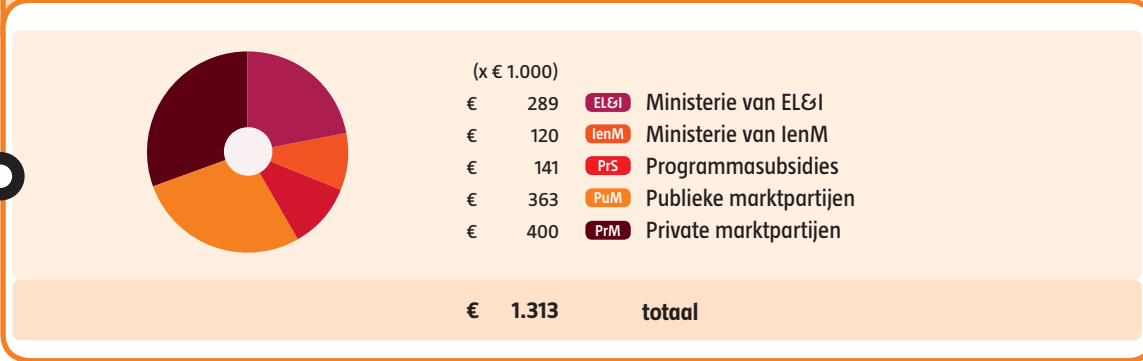 (x € 1.000)
€ 289 EL&I Ministerie van EL&I
€ 120 IenM Ministerie van IenM
€ 141 PrS Programmasubsidies
€ 363 PuM Publieke marktpartijen
€ 400 PrM Private marktpartijen
€ 1.313 totaal